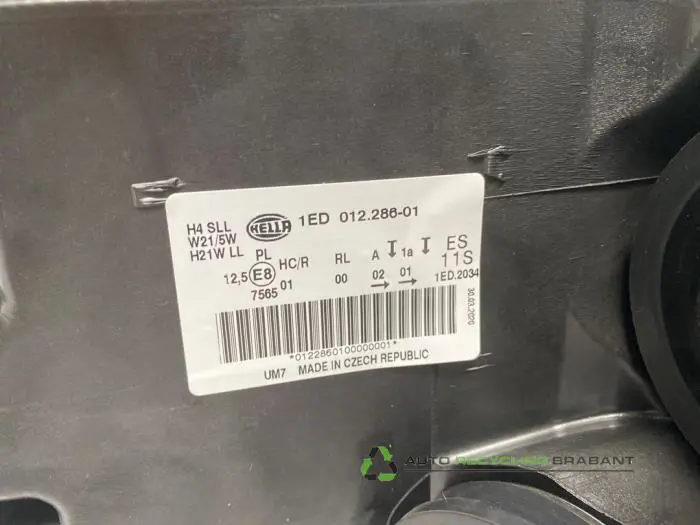 H4 SLL
W21/5W
H21W LL
HELLA
1ED 012.286-01
PL
12,5 E8 HC/R RL A 1a ES
7565 01 00 02 01 11S
1ED.2034
30.03.2020
*0122860100000001*
UM7 MADE IN CZECH REPUBLIC
AUTO RECYCLING BRABANT